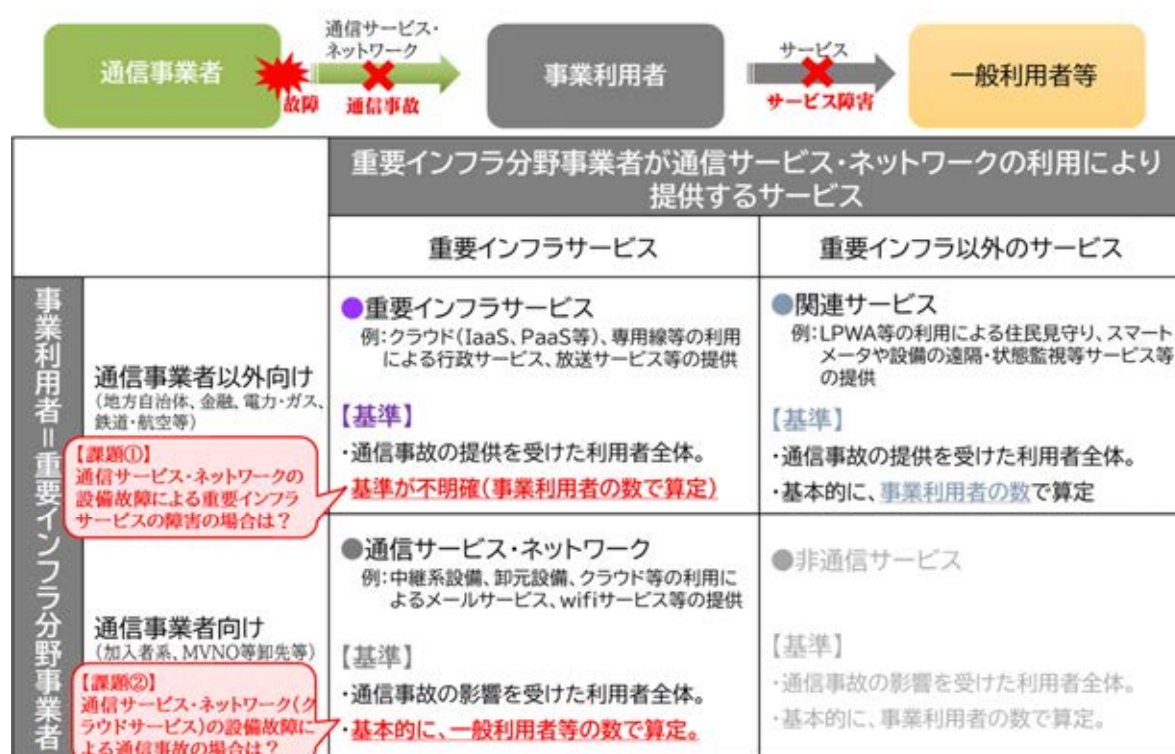 通信事業者
故障
通信サービス・
ネットワーク
通信事故
事業利用者
サービス
サービス障害
一般利用者等
重要インフラ分野事業者が通信サービス・ネットワークの利用により
提供するサービス
重要インフラサービス
重要インフラ以外のサービス
事業利用者=重要インフラ分野事業者
通信事業者以外向け
(地方自治体、金融、電力・ガス、
鉄道・航空等)
【課題①】
通信サービス・ネットワークの
設備故障による重要インフラ
サービスの障害の場合は?
●重要インフラサービス
例:クラウド(IaaS、PaaS等)、専用線等の利用
による行政サービス、放送サービス等の提供
【基準】
・通信事故の提供を受けた利用者全体。
・基準が不明確(事業利用者の数で算定)
●関連サービス
例:LPWA等の利用による住民見守り、スマート
メータや設備の遠隔・状態監視等サービス等
の提供
【基準】
・通信事故の提供を受けた利用者全体。
・基本的に、事業利用者の数で算定
通信事業者向け
(加入者系、MVNO等卸先等)
【課題②】
通信サービス・ネットワーク(ク
ラウドサービス)の設備故障に
よる通信事故の場合は?
●通信サービス・ネットワーク
例:中継系設備、卸元設備、クラウド等の利用に
よるメールサービス、wifiサービス等の提供
【基準】
・通信事故の影響を受けた利用者全体。
・基本的に、一般利用者等の数で算定。
●非通信サービス
【基準】
・通信事故の影響を受けた利用者全体。
・基本的に、事業利用者の数で算定。